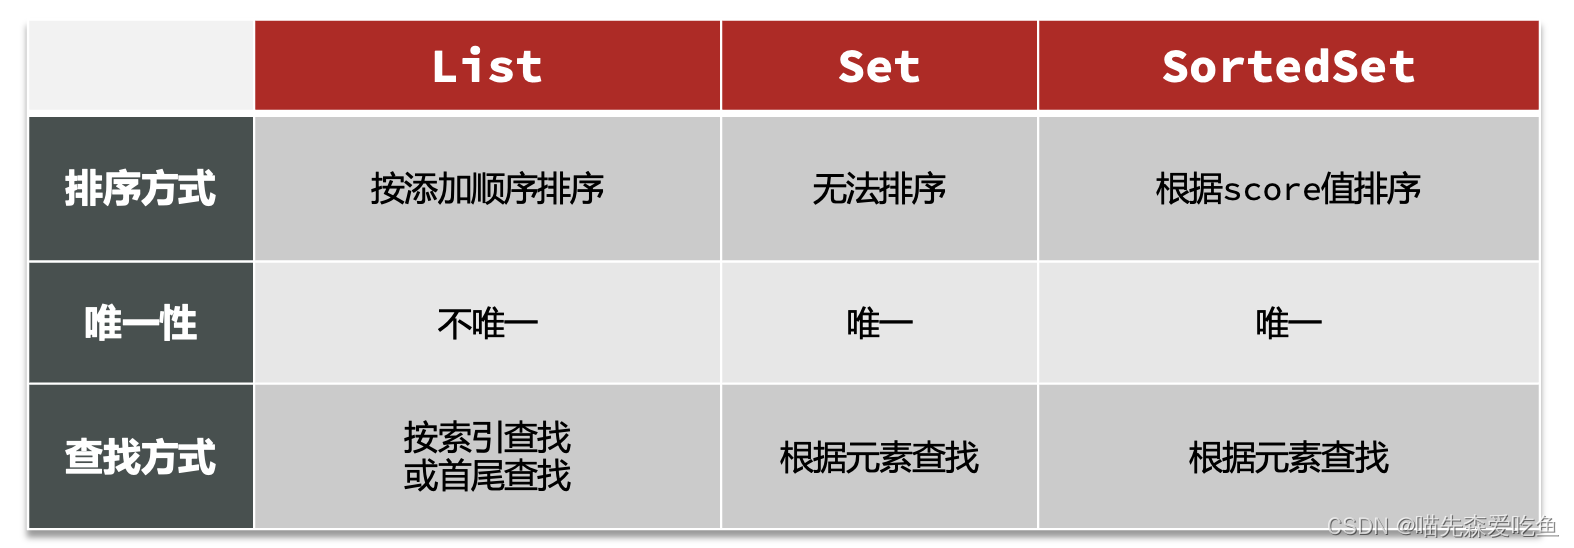 List Set SortedSet
排序方式 按添加顺序排序 无法排序 根据score值排序
唯一性 不唯一 唯一 唯一
查找方式 按索引查找
或首尾查找 根据元素查找 根据元素查找
CSDN @喵先森爱吃鱼